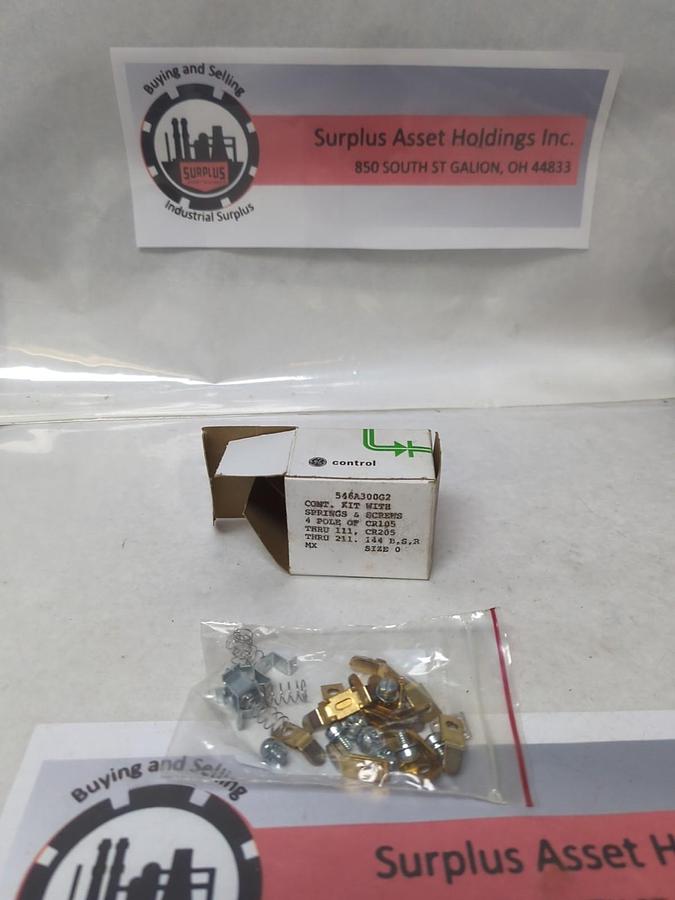 Buying and Selling
SURPLUS
Industrial Surplus
Surplus Asset Holdings Inc.
850 SOUTH ST GALION, OH 44833
GE control
546A300G2
CONT. KIT WITH
SPRINGS & SCREWS
4 POLE OF CR105
THRU 111, CR205
THRU 211. 144 B,S,R
MX SIZE 0
Buying and Selling
Surplus Asset H